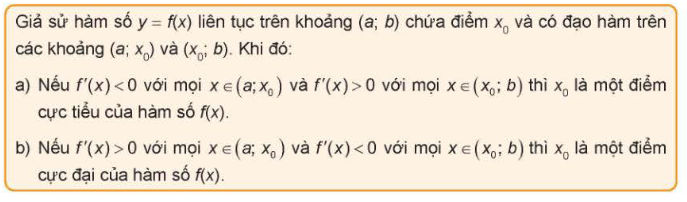 Giả sử hàm số y = f(x) liên tục trên khoảng (a; b) chứa điểm x₀ và có đạo hàm trên
các khoảng (a; x₀) và (x₀; b). Khi đó:
a) Nếu f'(x) < 0 với mọi x ∈ (a; x₀) và f'(x) > 0 với mọi x ∈ (x₀; b) thì x₀ là một điểm
cực tiểu của hàm số f(x).
b) Nếu f'(x) > 0 với mọi x ∈ (a; x₀) và f'(x) < 0 với mọi x ∈ (x₀; b) thì x₀ là một điểm
cực đại của hàm số f(x).